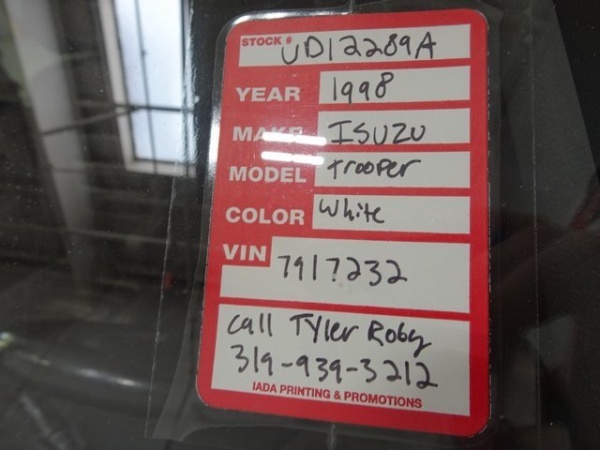 STOCK # UD12289A
YEAR 1998
MAKE ISUZU
MODEL trooper
COLOR white
VIN 7917232
call Tyler Roby
319-939-3212
IADA PRINTING & PROMOTIONS